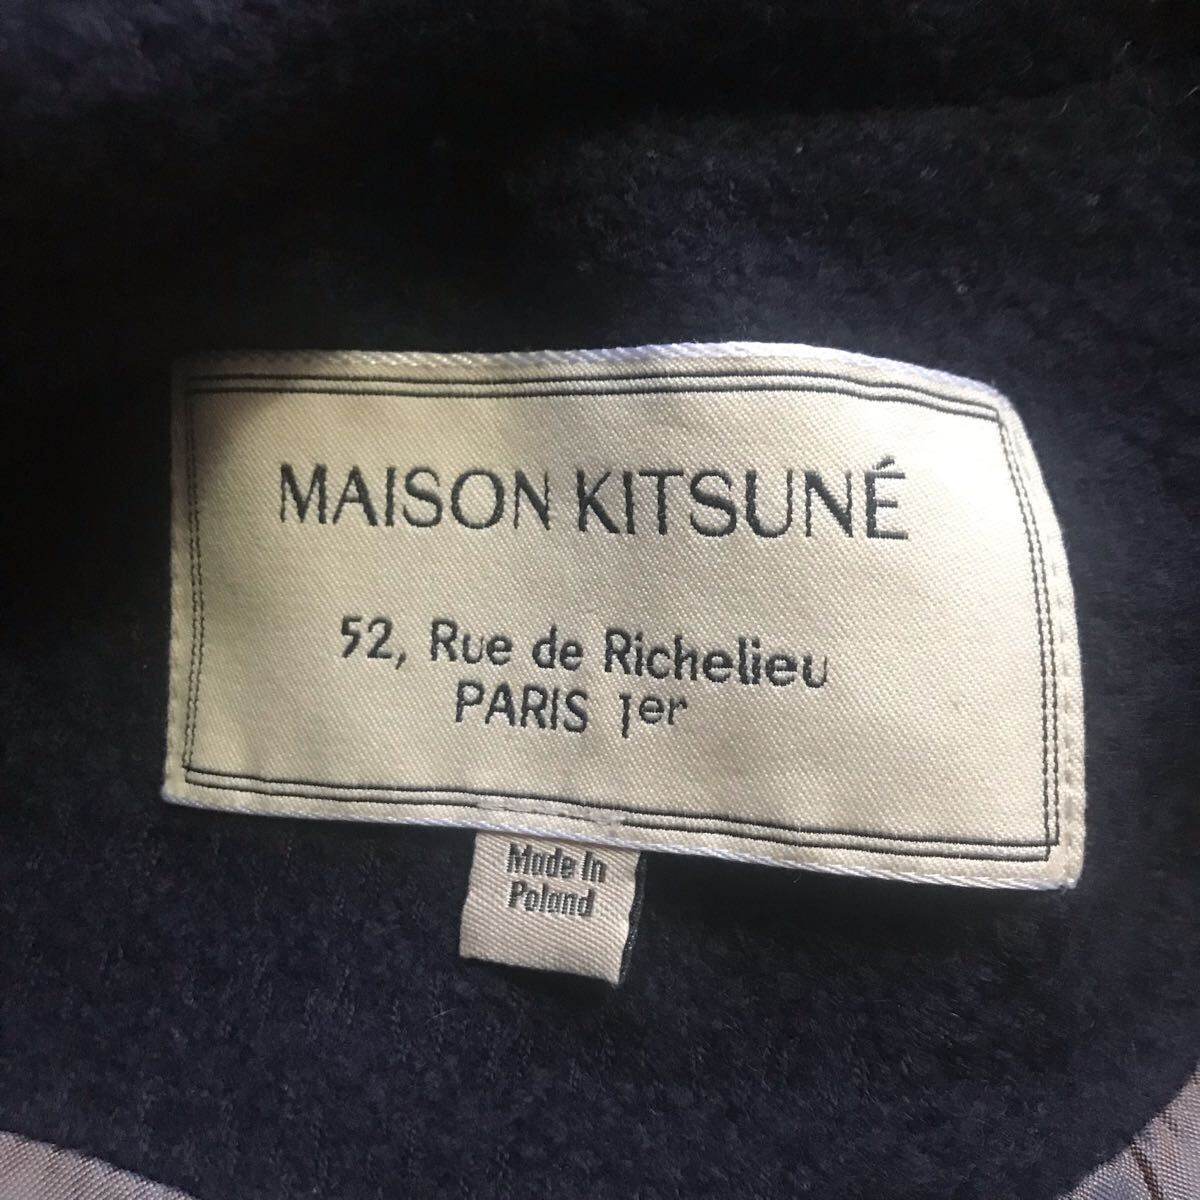 MAISON KITSUNÉ
52, Rue de Richelieu
PARIS 1er
Made In
Poland